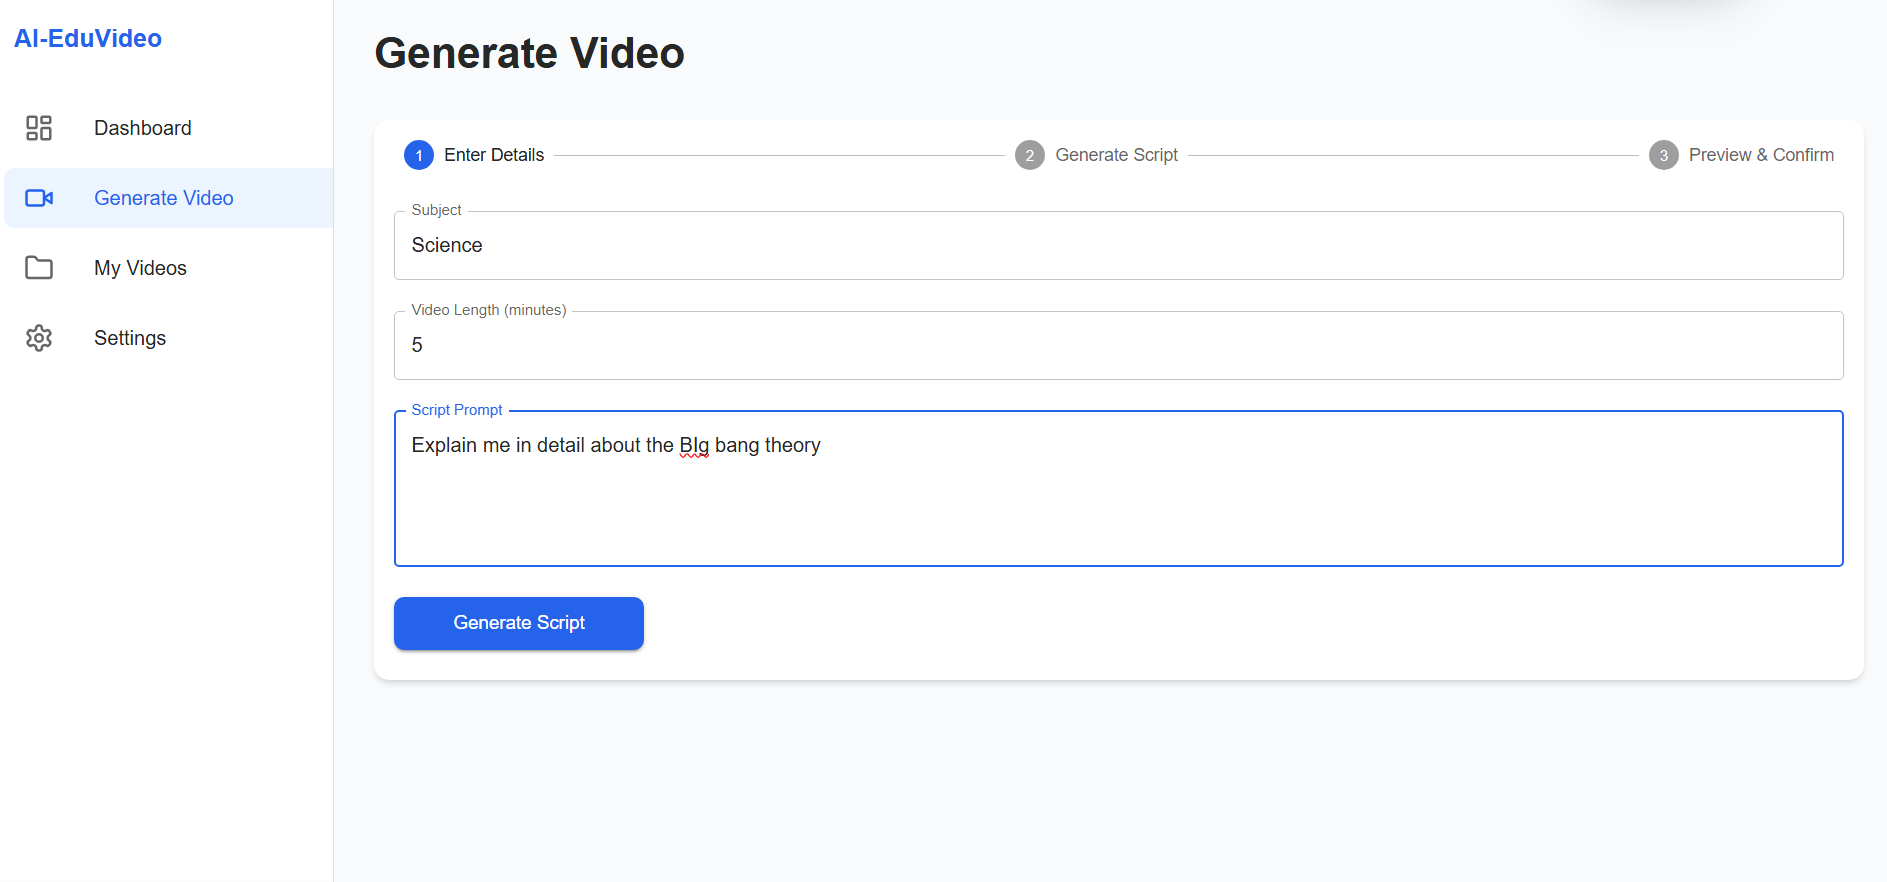 AI-EduVideo
Dashboard
Generate Video
My Videos
Settings
Generate Video
1 Enter Details 2 Generate Script 3 Preview & Confirm
Subject
Science
Video Length (minutes)
5
Script Prompt
Explain me in detail about the BIg bang theory
Generate Script